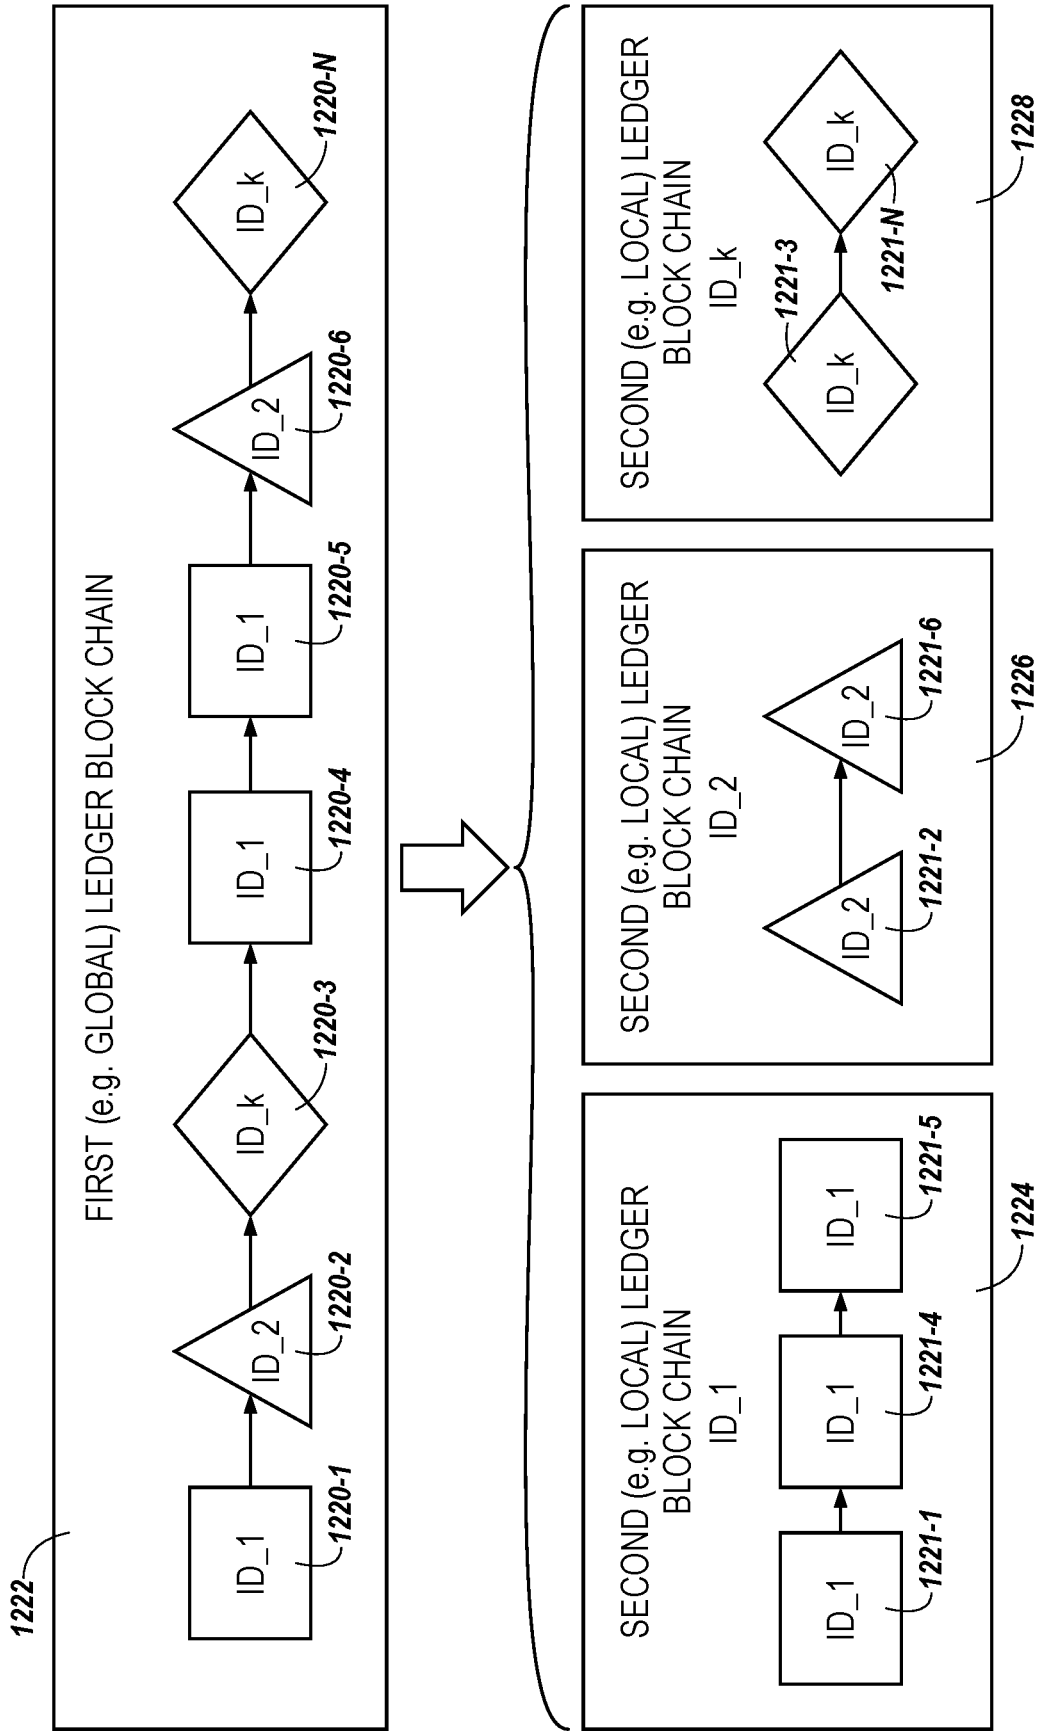 1222
FIRST (e.g. GLOBAL) LEDGER BLOCK CHAIN
ID_1
ID_2
ID_k
ID_1
ID_1
ID_2
ID_k
1220-1
1220-2
1220-3
1220-4
1220-5
1220-6
1220-N
SECOND (e.g. LOCAL) LEDGER
BLOCK CHAIN
ID_1
ID_1
ID_1
ID_1
1221-1
1221-4
1221-5
1224
SECOND (e.g. LOCAL) LEDGER
BLOCK CHAIN
ID_2
ID_2
ID_2
1221-2
1221-6
1226
SECOND (e.g. LOCAL) LEDGER
BLOCK CHAIN
ID_k
1221-3
ID_k
ID_k
1221-N
1228